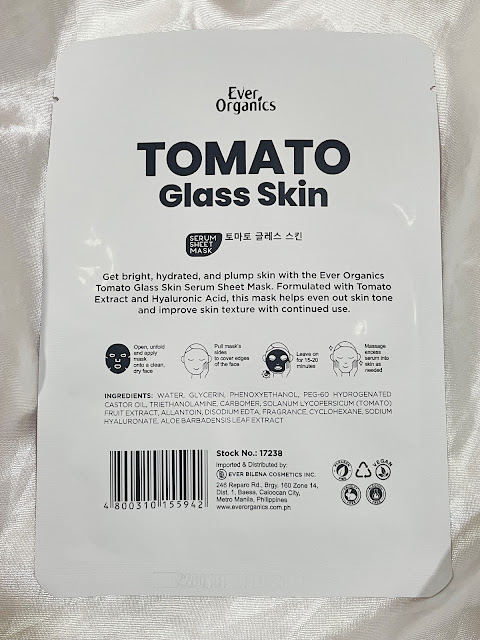 Ever
Organics
TOMATO
Glass Skin
SERUM
SHEET
MASK
토마토 글레스 스킨
Get bright, hydrated, and plump skin with the Ever Organics
Tomato Glass Skin Serum Sheet Mask. Formulated with Tomato
Extract and Hyaluronic Acid, this mask helps even out skin tone
and improve skin texture with continued use.
Open, unfold
and apply
mask
onto a clean,
dry face
Pull mask's
sides
to cover edges
of the face
Leave on
for 15-20
minutes
Massage
excess
serum into
skin as
needed
INGREDIENTS: WATER, GLYCERIN, PHENOXYETHANOL, PEG-60 HYDROGENATED
CASTOR OIL, TRIETHANOLAMINE, CARBOMER, SOLANUM LYCOPERSICUM (TOMATO)
FRUIT EXTRACT, ALLANTOIN, DISODIUM EDTA, FRAGRANCE, CYCLOHEXANE, SODIUM
HYALURONATE, ALOE BARBADENSIS LEAF EXTRACT
Stock No.: 17238
Imported & Distributed by:
EVER BILENA COSMETICS INC.
246 Reparo Rd., Brgy. 160 Zone 14,
Dist. 1, Baesa, Caloocan City,
Metro Manila, Philippines
www.everorganics.com.ph
4 800310 155942
VEGAN